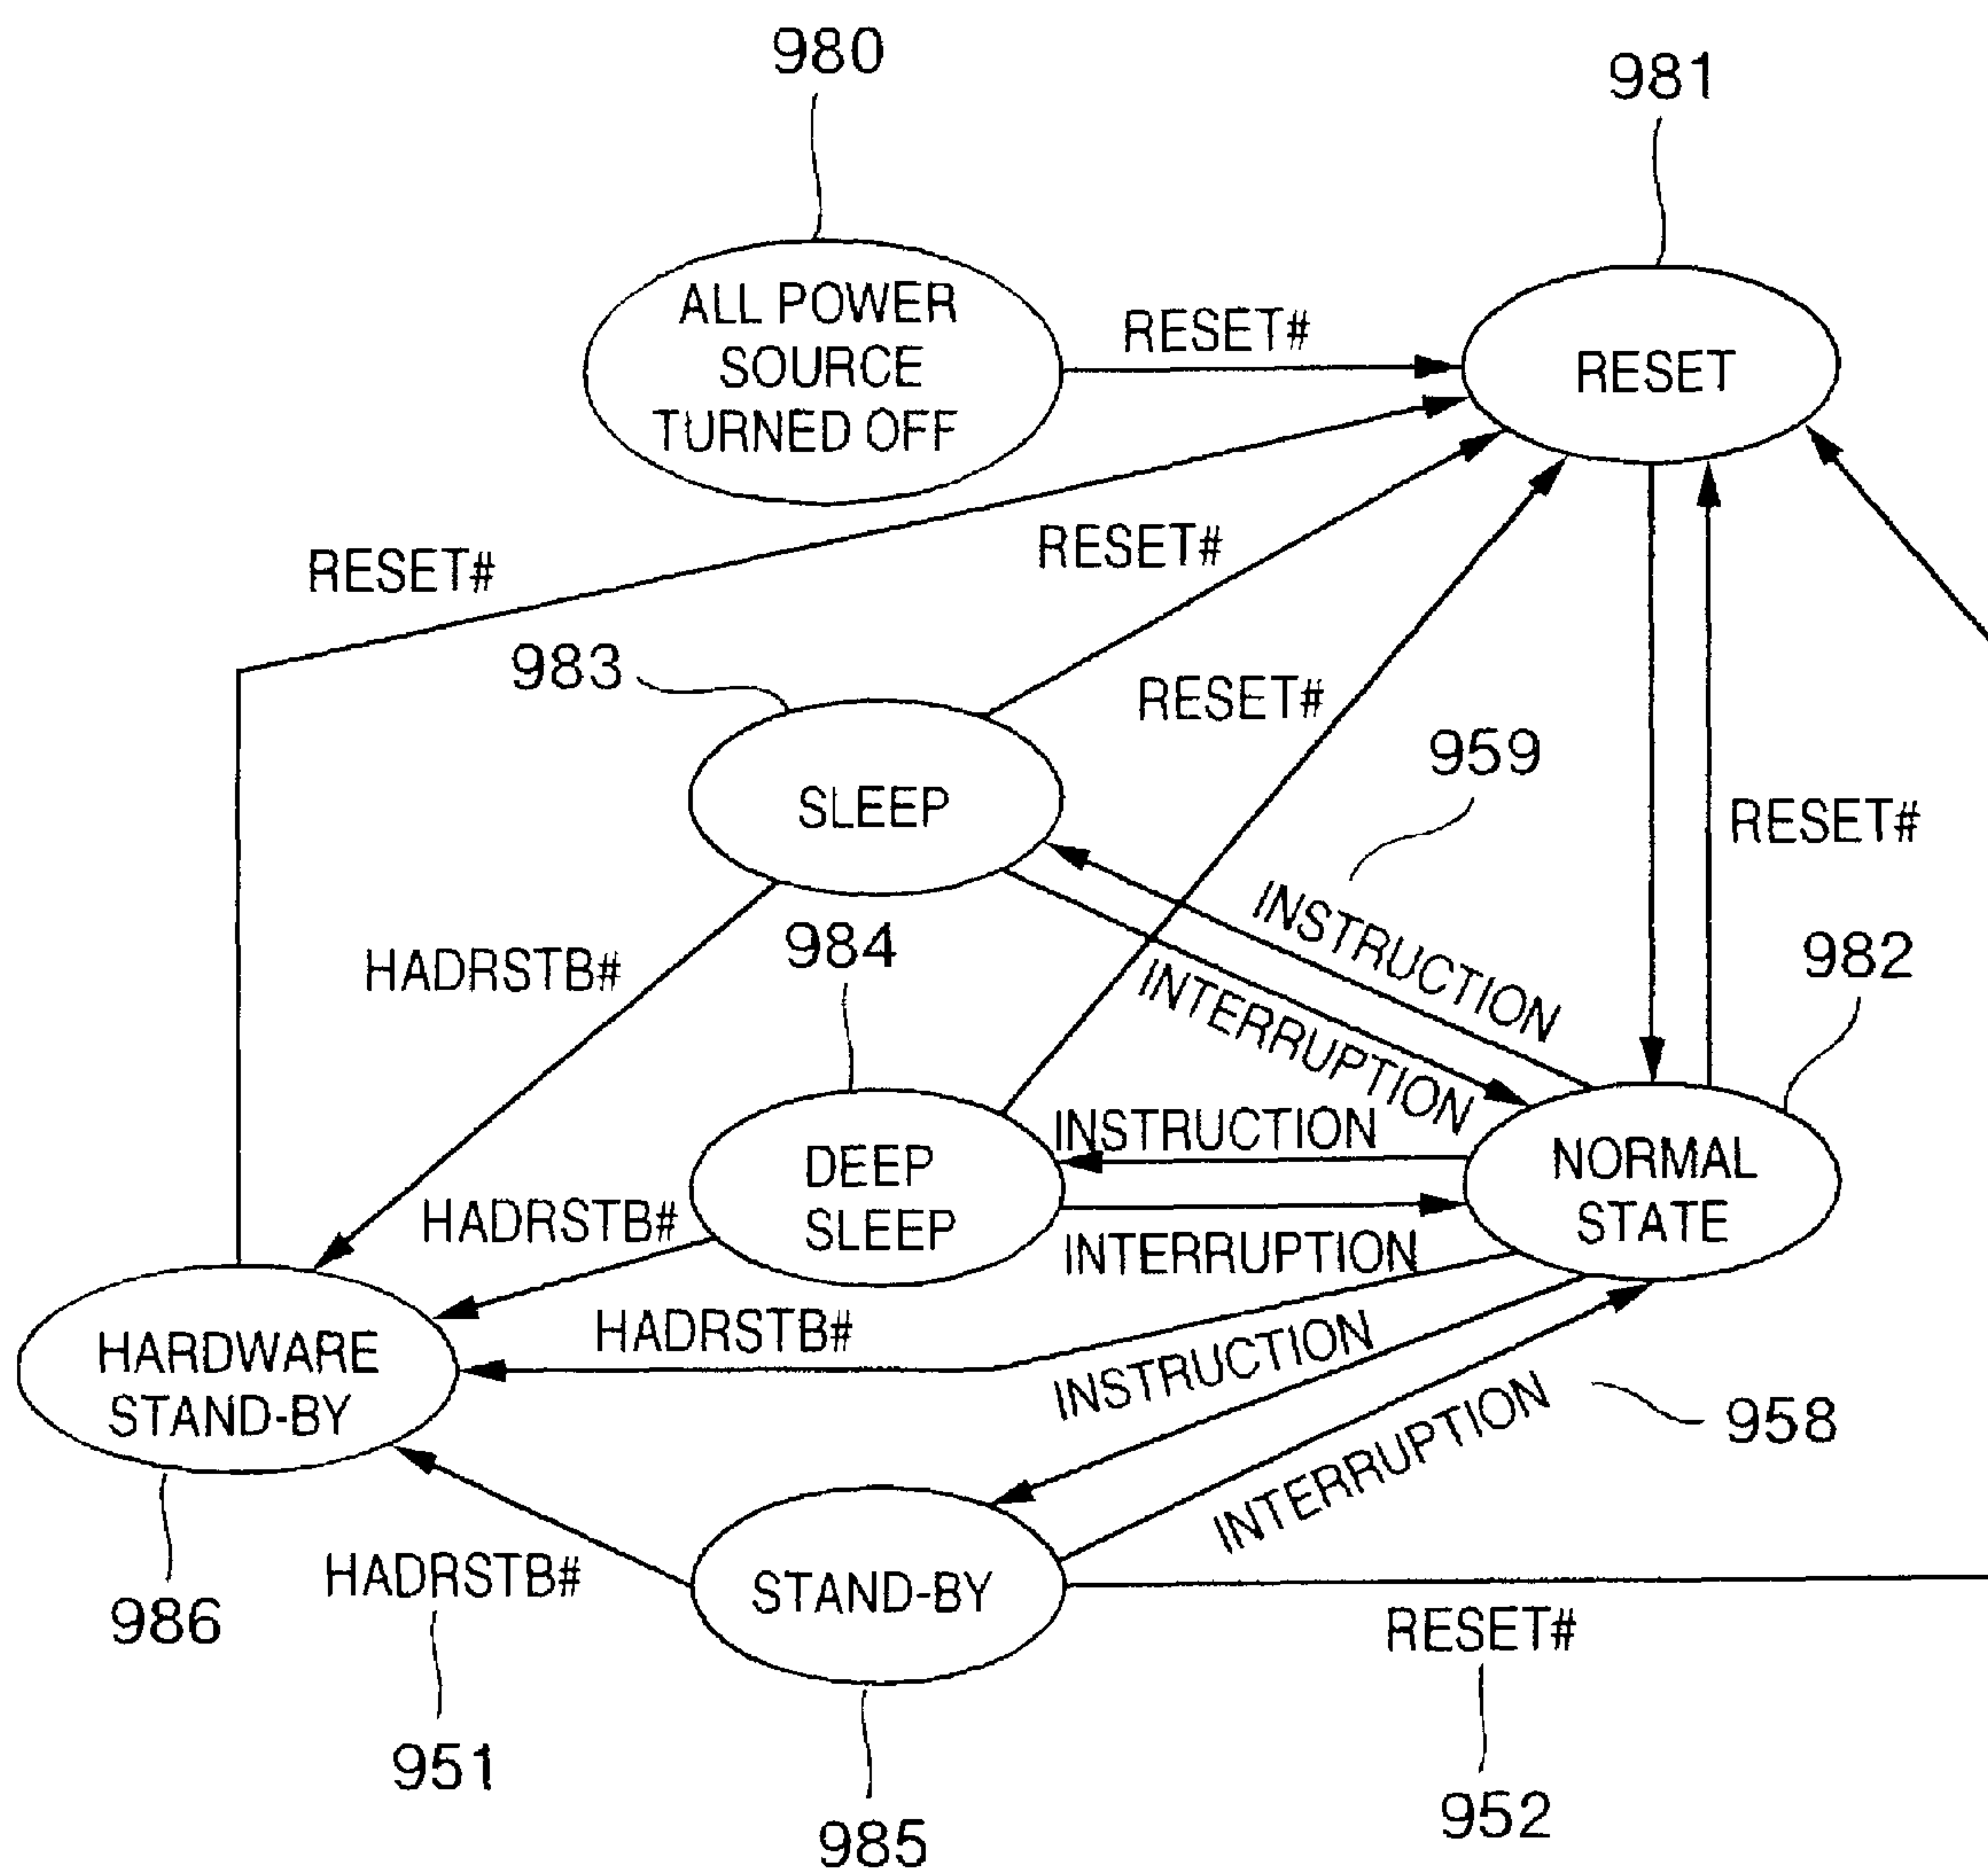 980
981
ALL POWER
SOURCE
TURNED OFF
RESET#
RESET
RESET#
RESET#
983
RESET#
959
SLEEP
RESET#
INSTRUCTION
984
HADRSTB#
982
INTERRUPTION
INSTRUCTION
DEEP
SLEEP
NORMAL
STATE
HADRSTB#
INTERRUPTION
HADRSTB#
HARDWARE
STAND-BY
INSTRUCTION
INTERRUPTION
958
HADRSTB#
STAND-BY
986
RESET#
951
985
952